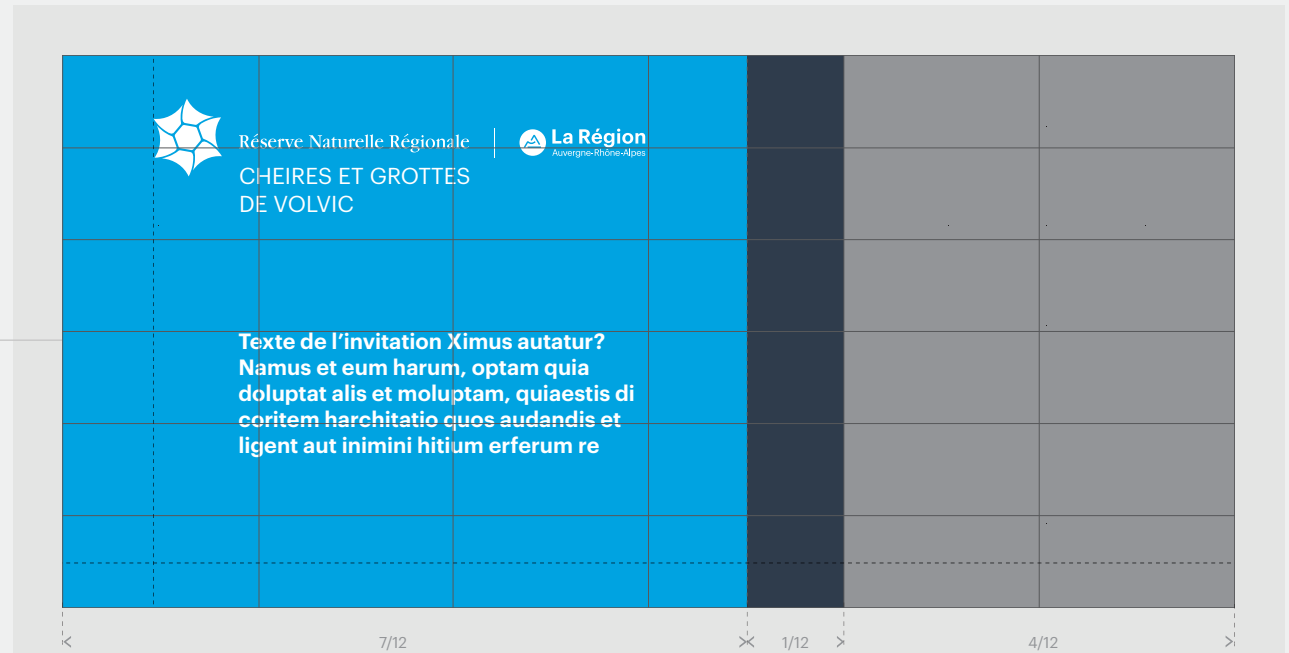 Réserve Naturelle Régionale
La Région
Auvergne-Rhône-Alpes
CHEIRES ET GROTTES
DE VOLVIC
Texte de l’invitation Ximus autatur?
Namus et eum harum, optam quia
doluptat alis et moluptam, quiaestis di
coritem harchitatio quos audandis et
ligent aut inimini hitium erferum re
7/12
1/12
4/12